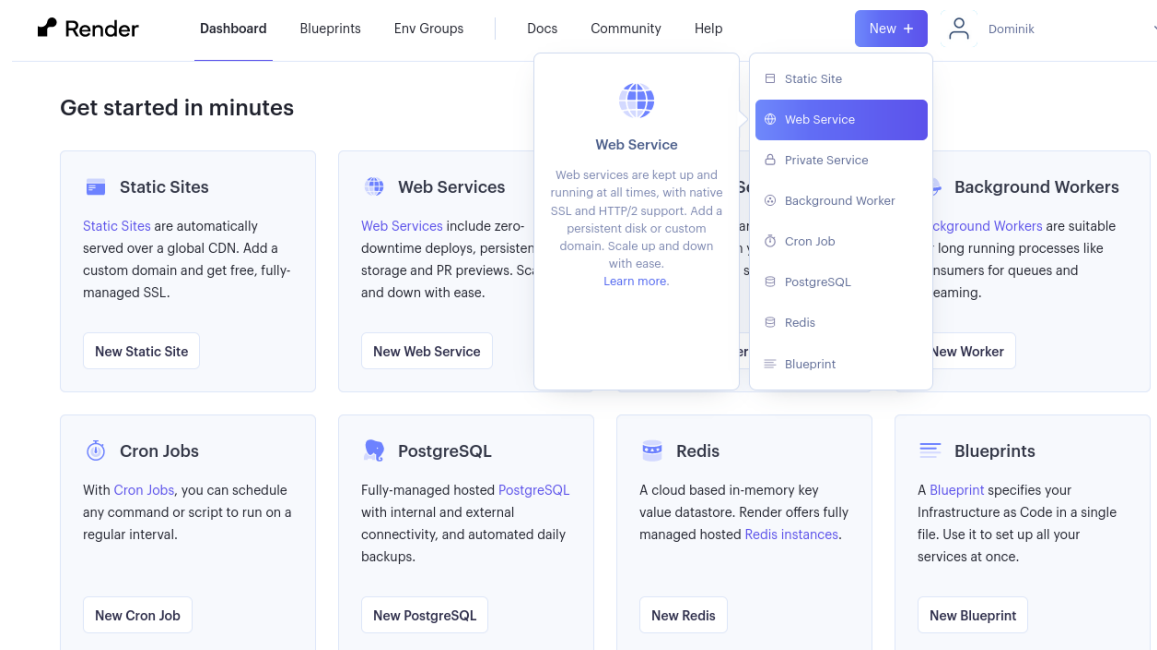 Render
Dashboard
Blueprints
Env Groups
Docs
Community
Help
New +
Dominik
Get started in minutes
Static Site
Web Service
Private Service
Background Worker
Cron Job
PostgreSQL
Redis
Blueprint
Web Service
Web services are kept up and
running at all times, with native
SSL and HTTP/2 support. Add a
persistent disk or custom
domain. Scale up and down
with ease.
Learn more.
Static Sites
Static Sites are automatically
served over a global CDN. Add a
custom domain and get free, fully-
managed SSL.
New Static Site
Web Services
Web Services include zero-
downtime deploys, persisten
storage and PR previews. Sc
and down with ease.
New Web Service
Background Workers
ckground Workers are suitable
long running processes like
nsumers for queues and
eaming.
New Worker
Cron Jobs
With Cron Jobs, you can schedule
any command or script to run on a
regular interval.
New Cron Job
PostgreSQL
Fully-managed hosted PostgreSQL
with internal and external
connectivity, and automated daily
backups.
New PostgreSQL
Redis
A cloud based in-memory key
value datastore. Render offers fully
managed hosted Redis instances.
New Redis
Blueprints
A Blueprint specifies your
Infrastructure as Code in a single
file. Use it to set up all your
services at once.
New Blueprint